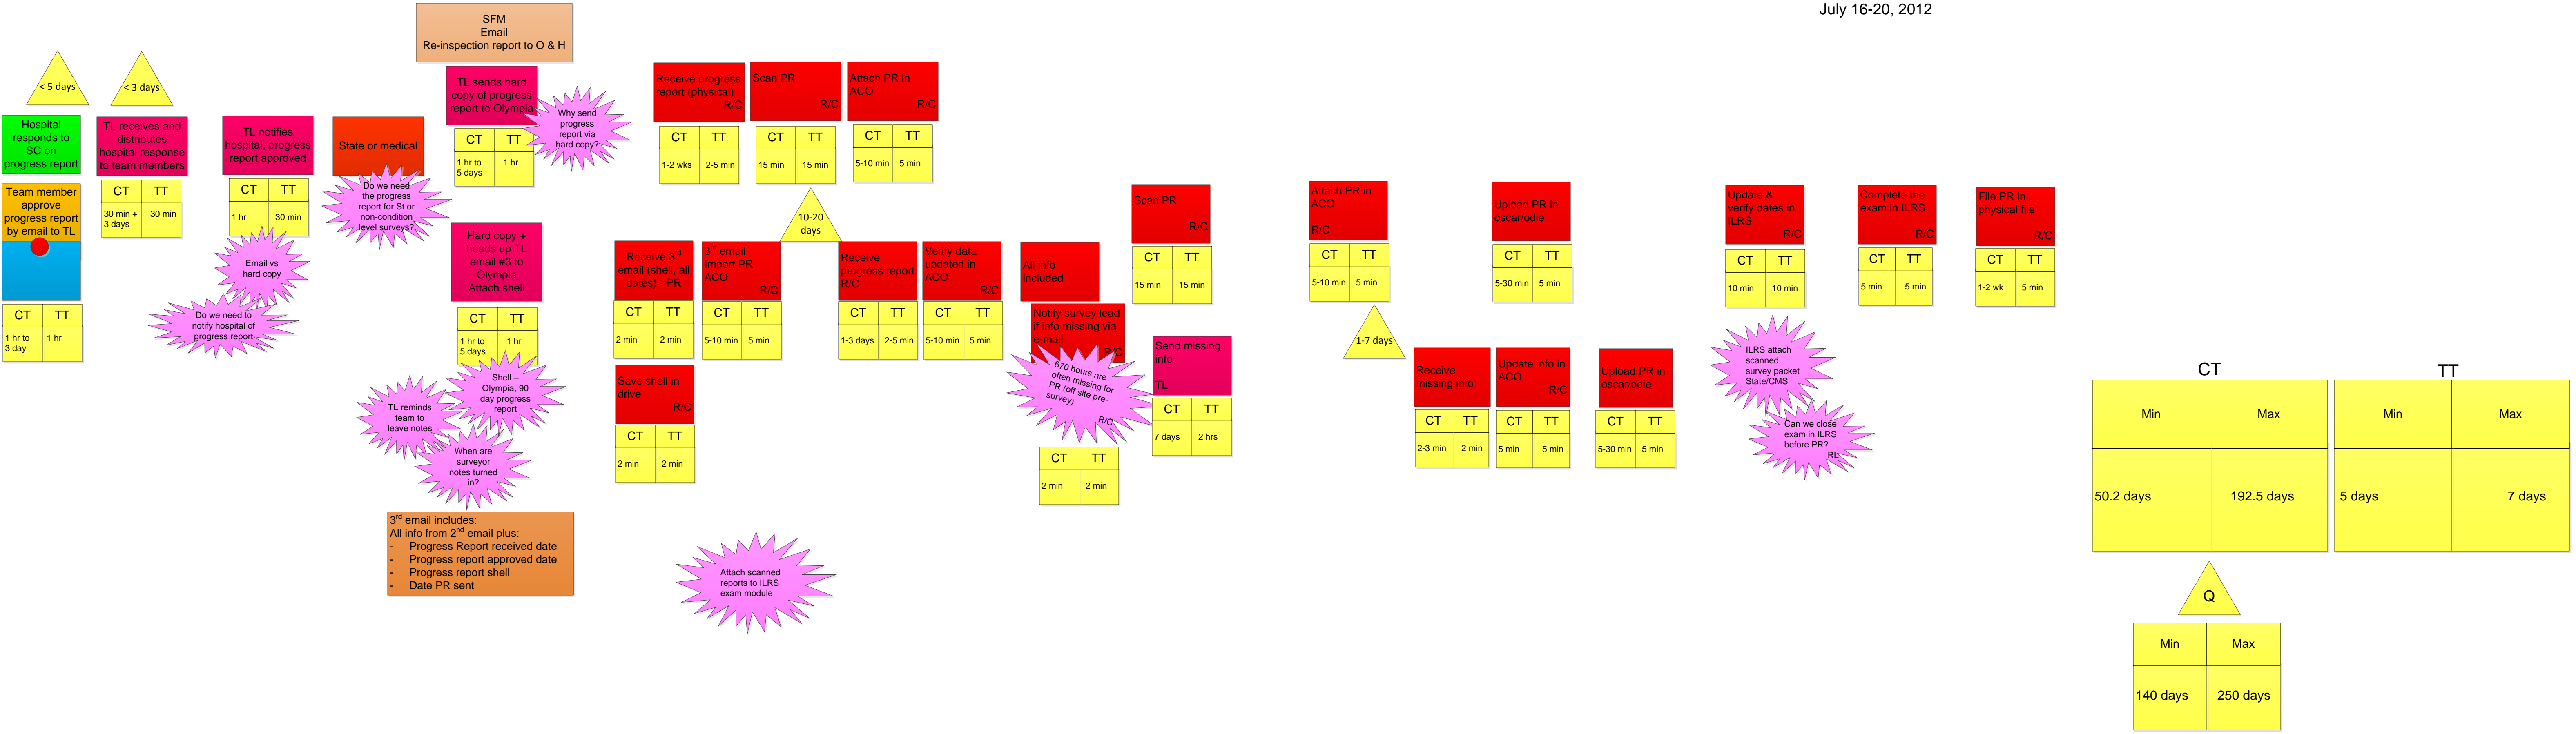 July 16-20, 2012
SFM
Email
Re-inspection report to O & H
< 5 days
< 3 days
Hospital
responds to
SC on
progress report
Team member
approve
progress report
by email to TL
CT
TT
1 hr to
3 day
1 hr
TL receives and
distributes
hospital response
to team members
CT
TT
30 min +
3 days
30 min
TL notifies
hospital, progress
report approved
CT
TT
1 hr
30 min
Email vs
hard copy
Do we need to
notify hospital of
progress report
State or medical
Do we need
the progress
report for St or
non-condition
level surveys?
TL sends hard
copy of progress
report to Olympia
CT
TT
1 hr to
5 days
1 hr
Why send
progress
report via
hard copy?
Hard copy +
heads up TL
email #3 to
Olympia
Attach shell
CT
TT
1 hr to
5 days
1 hr
Shell –
Olympia, 90
day progress
report
TL reminds
team to
leave notes
When are
surveyor
notes turned
in?
3rd email includes:
All info from 2nd email plus:
- Progress Report received date
- Progress report approved date
- Progress report shell
- Date PR sent
Receive progress
report (physical)
R/C
CT
TT
1-2 wks
2-5 min
Scan PR
R/C
CT
TT
15 min
15 min
Attach PR in
ACO
R/C
CT
TT
5-10 min
5 min
10-20
days
Receive 3rd
email (shell, all
dates) - PR
CT
TT
2 min
2 min
3rd email
Import PR
ACO
R/C
CT
TT
5-10 min
5 min
Save shell in
drive
R/C
CT
TT
2 min
2 min
Attach scanned
reports to ILRS
exam module
Receive
progress report
R/C
CT
TT
1-3 days
2-5 min
Verify data
updated in
ACO
R/C
CT
TT
5-10 min
5 min
All info
included
Notify survey lead
if info missing via
e-mail
R/C
670 hours are
often missing for
PR (off site pre-
survey)
R/C
CT
TT
2 min
2 min
Scan PR
R/C
CT
TT
15 min
15 min
Send missing
info
TL
CT
TT
7 days
2 hrs
Attach PR in
ACO
R/C
CT
TT
5-10 min
5 min
1-7 days
Receive
missing info
CT
TT
2-3 min
2 min
Upload PR in
oscar/odie
CT
TT
5-30 min
5 min
Update info in
ACO
R/C
CT
TT
5 min
5 min
Upload PR in
oscar/odie
CT
TT
5-30 min
5 min
Update &
verify dates in
ILRS
R/C
CT
TT
10 min
10 min
ILRS attach
scanned
survey packet
State/CMS
Can we close
exam in ILRS
before PR?
RL
Complete the
exam in ILRS
R/C
CT
TT
5 min
5 min
File PR in
physical file
R/C
CT
TT
1-2 wk
5 min
CT
Min
Max
50.2 days
192.5 days
TT
Min
Max
5 days
7 days
Q
Min
Max
140 days
250 days